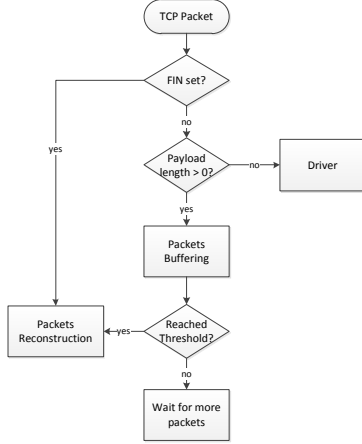 TCP Packet
FIN set?
no
yes
Payload
length > 0?
no
Driver
yes
Packets
Buffering
Packets
Reconstruction
yes
Reached
Threshold?
no
Wait for more
packets